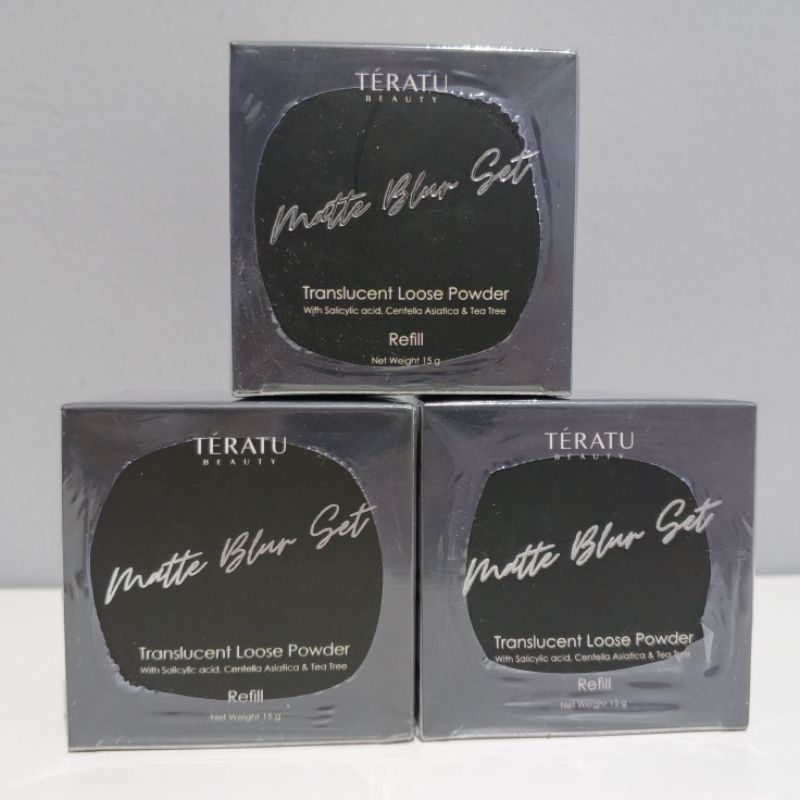 TÉRATU
BEAUTY
Matte Blur Set
Translucent Loose Powder
With Salicylic acid, Centella Asiatica & Tea Tree
Refill
Net Weight 15 g
TÉRATU
BEAUTY
Matte Blur Set
Translucent Loose Powder
With Salicylic acid, Centella Asiatica & Tea Tree
Refill
Net Weight 15 g
TÉRATU
BEAUTY
Matte Blur Set
Translucent Loose Powder
With Salicylic acid, Centella Asiatica & Tea Tree
Refill
Net Weight 15 g